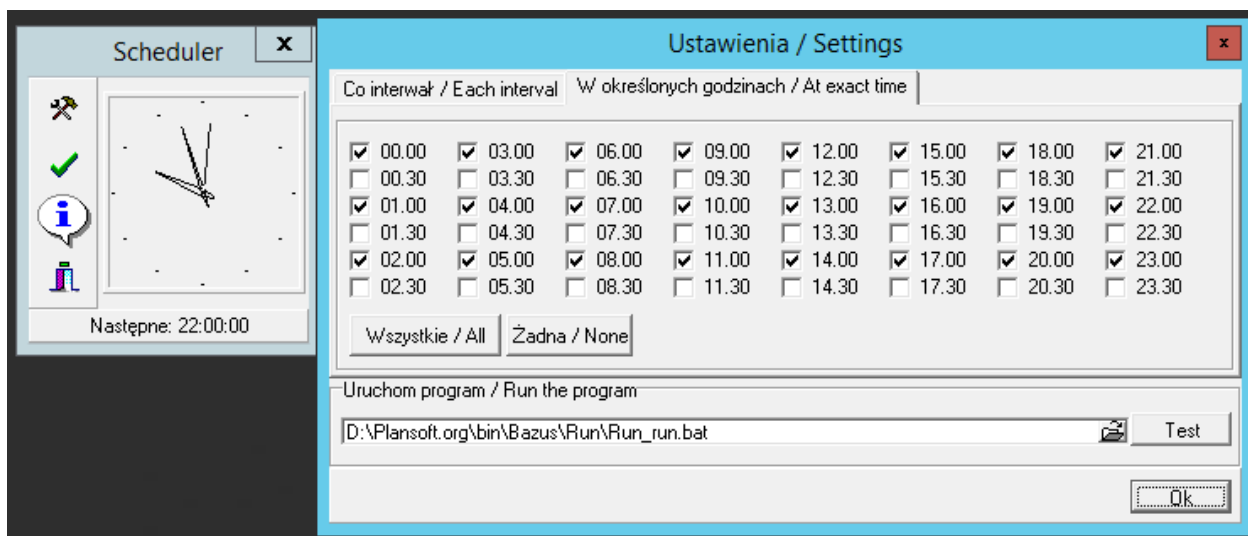 Scheduler
x
Następne: 22:00:00
Ustawienia / Settings
x
Co interwał / Each interval
W określonych godzinach / At exact time
00.00 03.00 06.00 09.00 12.00 15.00 18.00 21.00
00.30 03.30 06.30 09.30 12.30 15.30 18.30 21.30
01.00 04.00 07.00 10.00 13.00 16.00 19.00 22.00
01.30 04.30 07.30 10.30 13.30 16.30 19.30 22.30
02.00 05.00 08.00 11.00 14.00 17.00 20.00 23.00
02.30 05.30 08.30 11.30 14.30 17.30 20.30 23.30
Wszystkie / All Żadna / None
Uruchom program / Run the program
D:\Plansoft.org\bin\Bazus\Run\Run_run.bat
Test
Ok